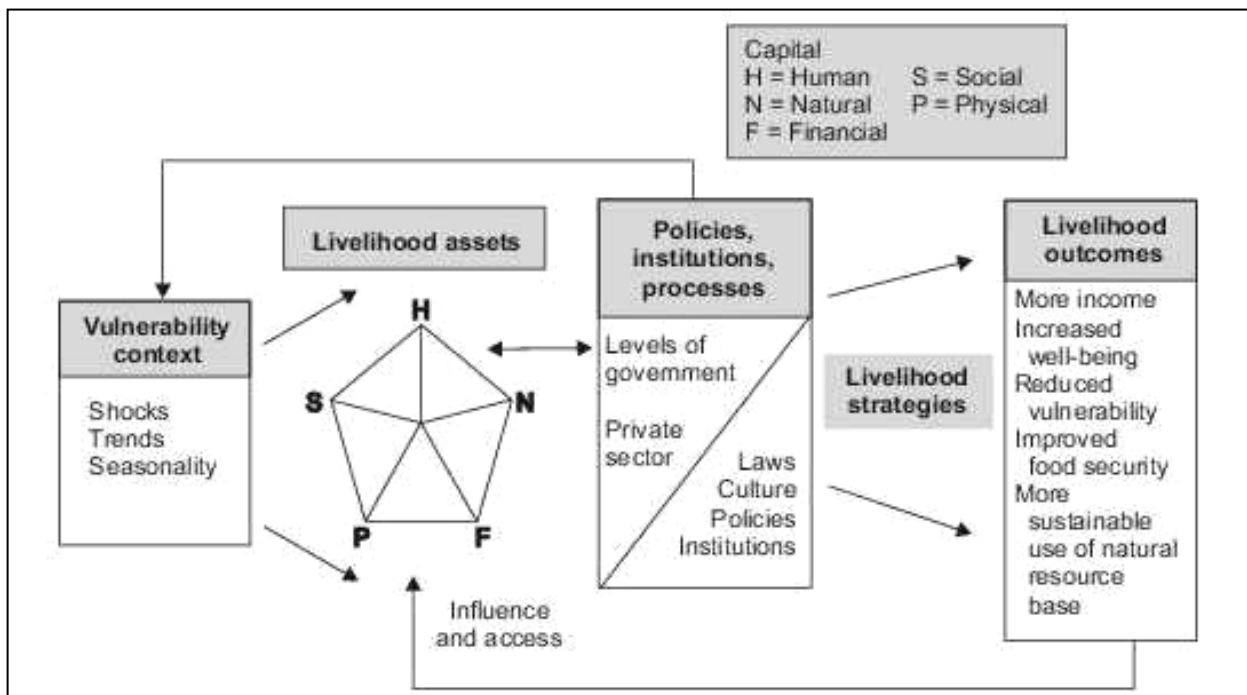 Capital
H = Human S = Social
N = Natural P = Physical
F = Financial
Livelihood assets
Policies,
institutions,
processes
Livelihood
outcomes
Vulnerability
context
Shocks
Trends
Seasonality
H
S
N
P
F
Levels of
government
Private
sector
Laws
Culture
Policies
Institutions
Livelihood
strategies
More income
Increased
well-being
Reduced
vulnerability
Improved
food security
More
sustainable
use of natural
resource
base
Influence
and access